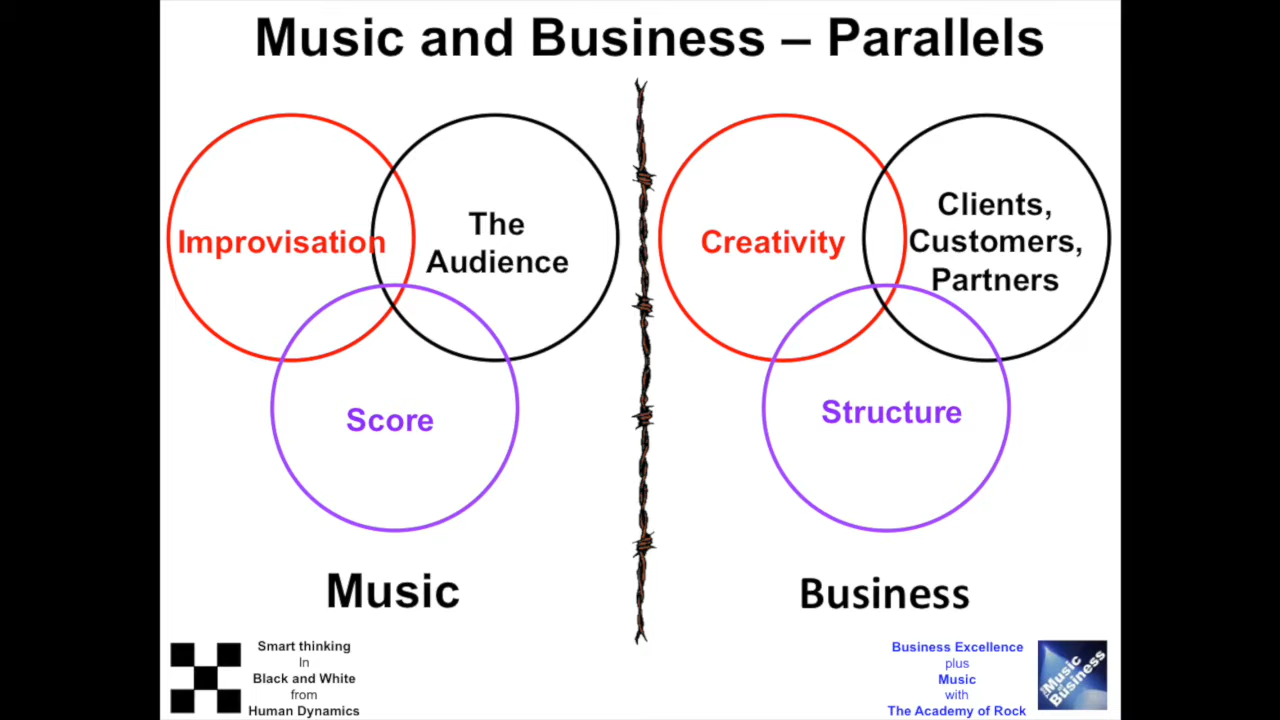 Music and Business – Parallels
Improvisation
The
Audience
Score
Music
Creativity
Clients,
Customers,
Partners
Structure
Business
Smart thinking
In
Black and White
from
Human Dynamics
Business Excellence
plus
Music
with
The Academy of Rock
Music
Business